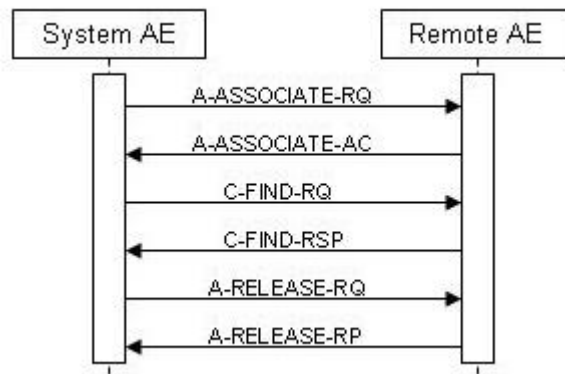 System AE
Remote AE
A-ASSOCIATE-RQ
A-ASSOCIATE-AC
C-FIND-RQ
C-FIND-RSP
A-RELEASE-RQ
A-RELEASE-RP